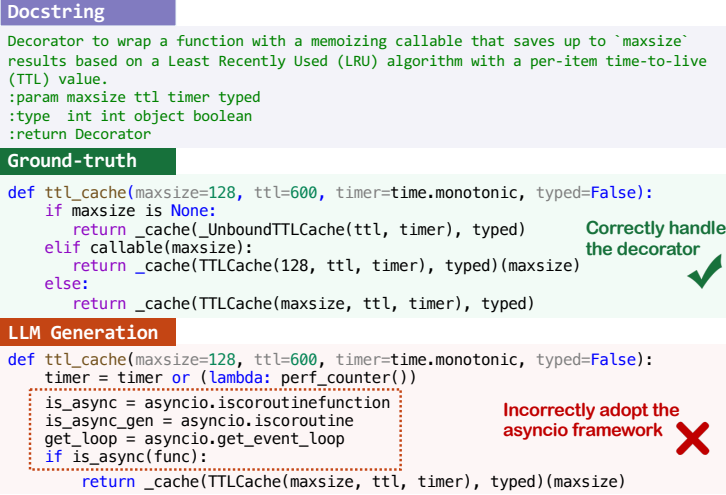 Docstring
Decorator to wrap a function with a memoizing callable that saves up to `maxsize`
results based on a Least Recently Used (LRU) algorithm with a per-item time-to-live
(TTL) value.
:param maxsize ttl timer typed
:type  int int object boolean
:return Decorator
Ground-truth
def ttl_cache(maxsize=128, ttl=600, timer=time.monotonic, typed=False):
    if maxsize is None:
        return _cache(_UnboundTTLCache(ttl, timer), typed)
    elif callable(maxsize):
        return _cache(TTLCache(128, ttl, timer), typed)(maxsize)
    else:
        return _cache(TTLCache(maxsize, ttl, timer), typed)
Correctly handle
the decorator
LLM Generation
def ttl_cache(maxsize=128, ttl=600, timer=time.monotonic, typed=False):
    timer = timer or (lambda: perf_counter())
    is_async = asyncio.iscoroutinefunction
    is_async_gen = asyncio.iscoroutine
    get_loop = asyncio.get_event_loop
    if is_async(func):
        return _cache(TTLCache(maxsize, ttl, timer), typed)(maxsize)
Incorrectly adopt the
asyncio framework